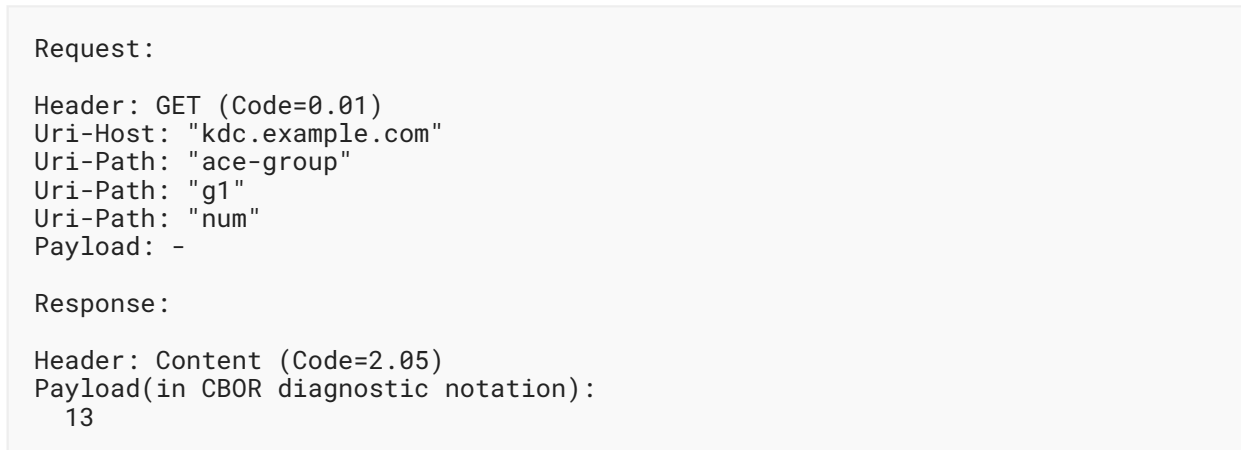 Request:
Header: GET (Code=0.01)
Uri-Host: "kdc.example.com"
Uri-Path: "ace-group"
Uri-Path: "g1"
Uri-Path: "num"
Payload: -
Response:
Header: Content (Code=2.05)
Payload(in CBOR diagnostic notation):
  13